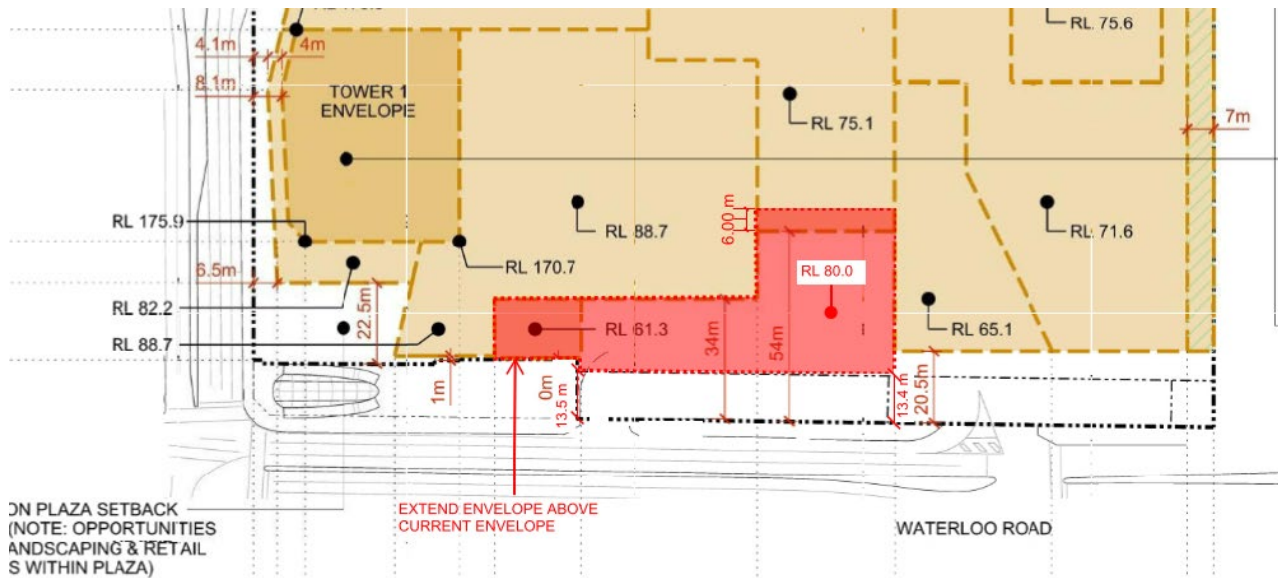 RL 75.6
4.1m
4m
8.1m
TOWER 1
ENVELOPE
RL 75.1
7m
RL 175.9
RL 88.7
6.00 m
RL 71.6
6.5m
RL 170.7
RL 80.0
RL 82.2
22.5m
RL 61.3
34m
54m
RL 65.1
RL 88.7
1m
0m
13.5 m
13.4 m
20.5m
EXTEND ENVELOPE ABOVE
CURRENT ENVELOPE
ON PLAZA SETBACK
(NOTE: OPPORTUNITIES
ANDSCAPING & RETAIL
S WITHIN PLAZA)
WATERLOO ROAD